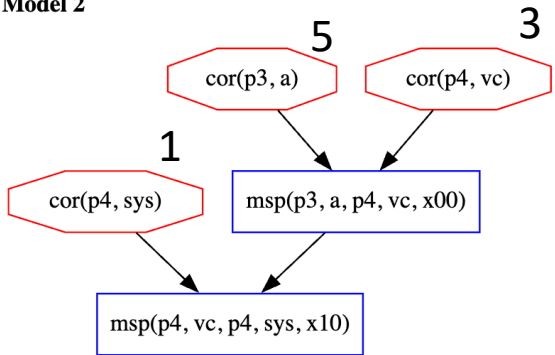 Model 2
5
3
cor(p3, a)
cor(p4, vc)
1
cor(p4, sys)
msp(p3, a, p4, vc, x00)
msp(p4, vc, p4, sys, x10)